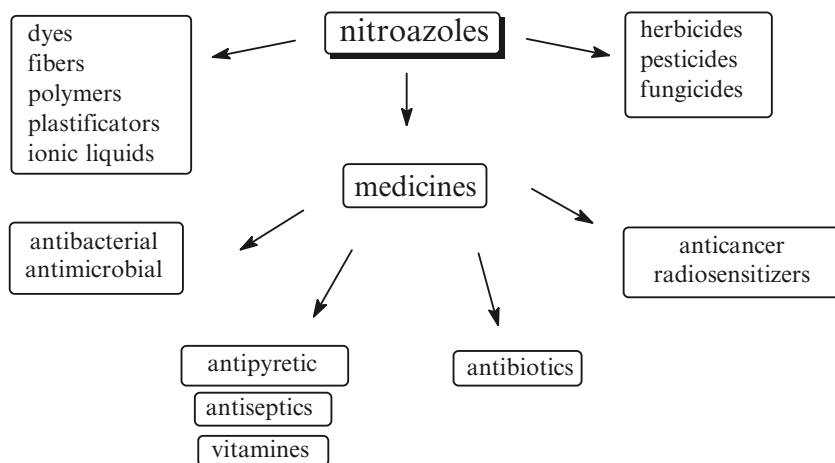 nitroazoles
dyes
fibers
polymers
plastificators
ionic liquids
herbicides
pesticides
fungicides
medicines
antibacterial
antimicrobial
anticancer
radiosensitizers
antipyretic
antiseptics
vitamines
antibiotics